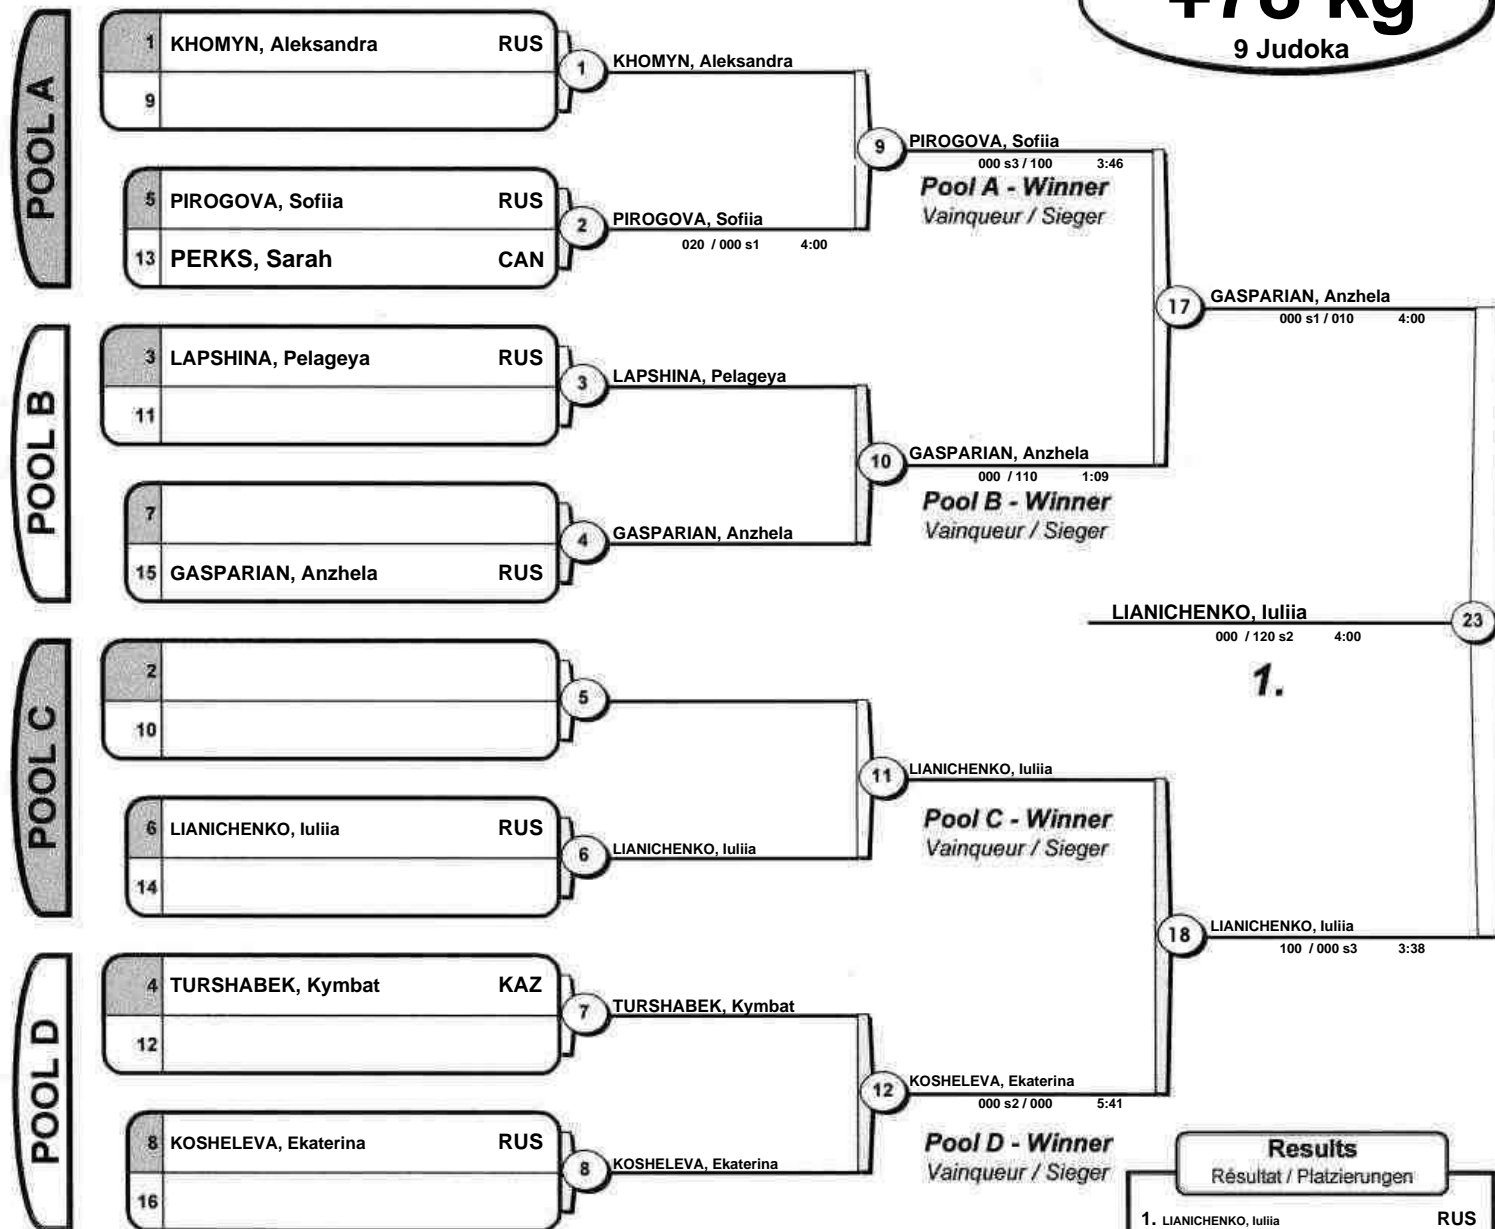 +78 kg
9 Judoka
POOL A
1 KHOMYN, Aleksandra RUS
9
1
KHOMYN, Aleksandra
5 PIROGOVA, Sofiia RUS
13 PERKS, Sarah CAN
2
PIROGOVA, Sofiia
020 / 000 s1 4:00
9
PIROGOVA, Sofiia
000 s3 / 100 3:46
Pool A - Winner
Vainqueur / Sieger
POOL B
3 LAPSHINA, Pelageya RUS
11
3
LAPSHINA, Pelageya
7
15 GASPARIAN, Anzhela RUS
4
GASPARIAN, Anzhela
10
GASPARIAN, Anzhela
000 / 110 1:09
Pool B - Winner
Vainqueur / Sieger
17
GASPARIAN, Anzhela
000 s1 / 010 4:00
LIANICHENKO, Iuliia
000 / 120 s2 4:00
1.
23
POOL C
2
10
5
6 LIANICHENKO, Iuliia RUS
14
6
LIANICHENKO, Iuliia
11
LIANICHENKO, Iuliia
Pool C - Winner
Vainqueur / Sieger
18
LIANICHENKO, Iuliia
100 / 000 s3 3:38
POOL D
4 TURSHABEK, Kymbat KAZ
12
7
TURSHABEK, Kymbat
8 KOSHELEVA, Ekaterina RUS
16
8
KOSHELEVA, Ekaterina
12
KOSHELEVA, Ekaterina
000 s2 / 000 5:41
Pool D - Winner
Vainqueur / Sieger
Results
Résultat / Platzierungen
1. LIANICHENKO, Iuliia RUS